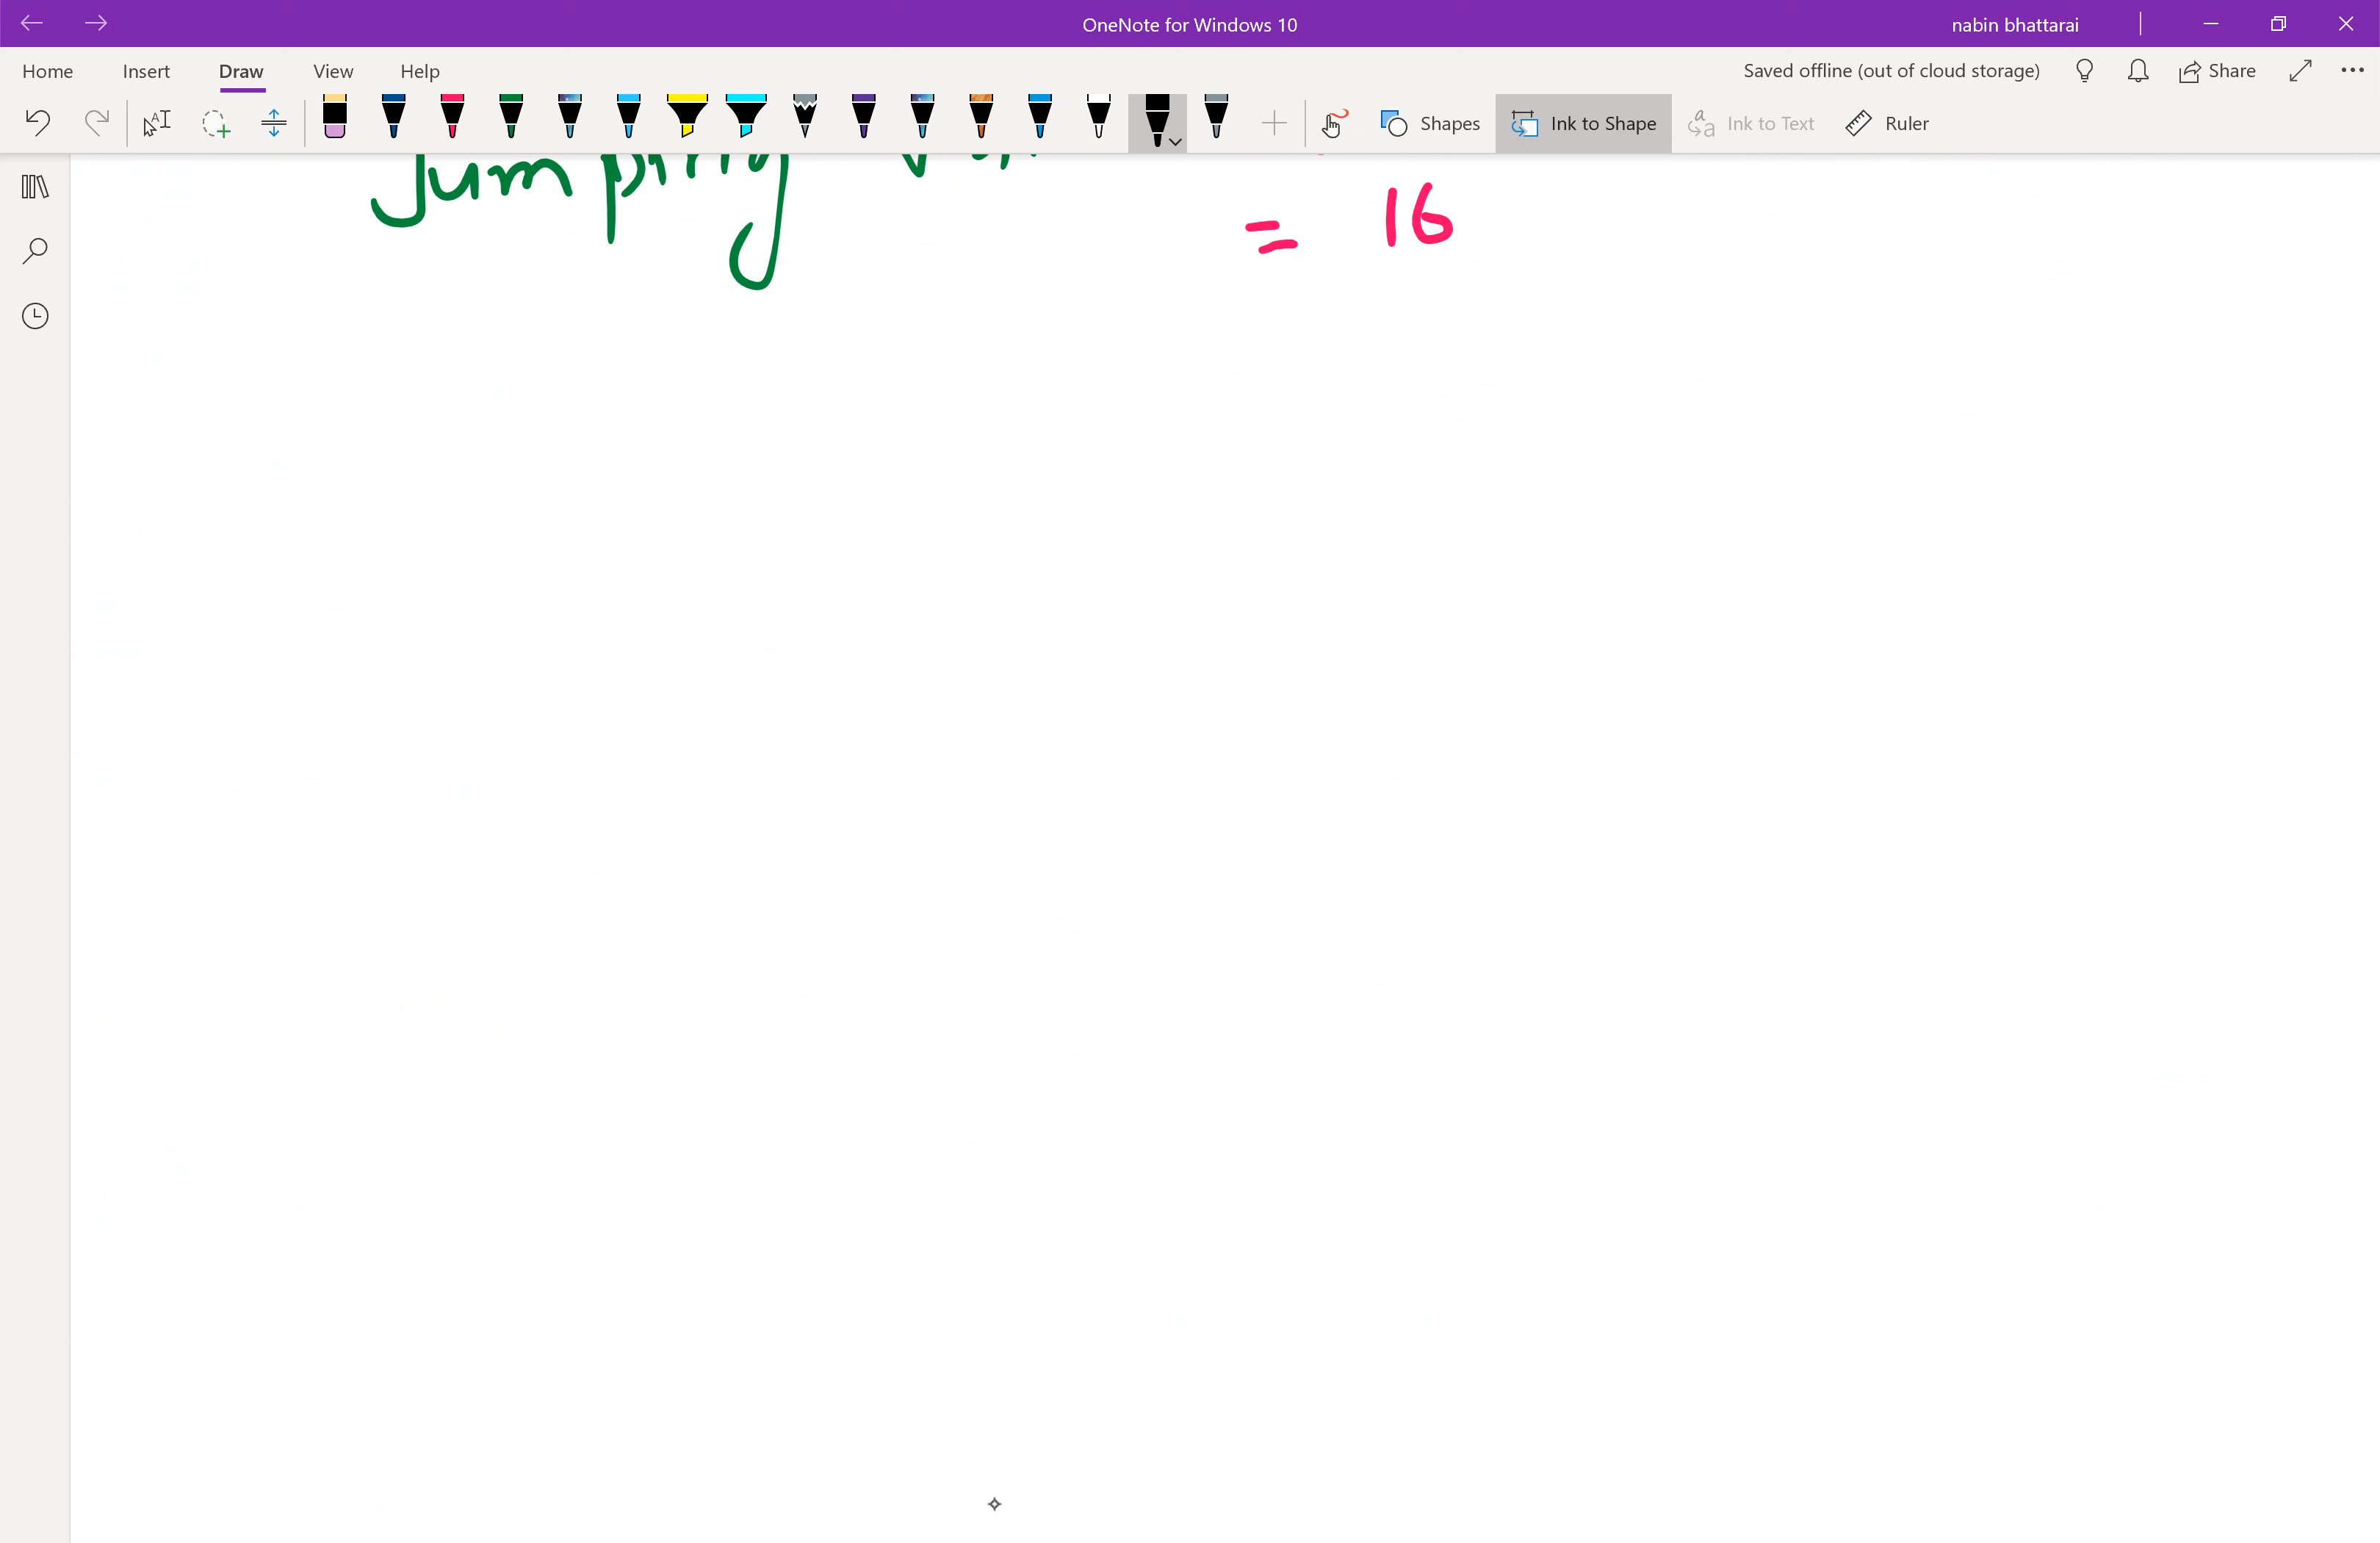 OneNote for Windows 10
nabin bhattarai
Home Insert Draw View Help
Saved offline (out of cloud storage)
Share
Shapes
Ink to Shape
Ink to Text
Ruler
Jumping
= 16